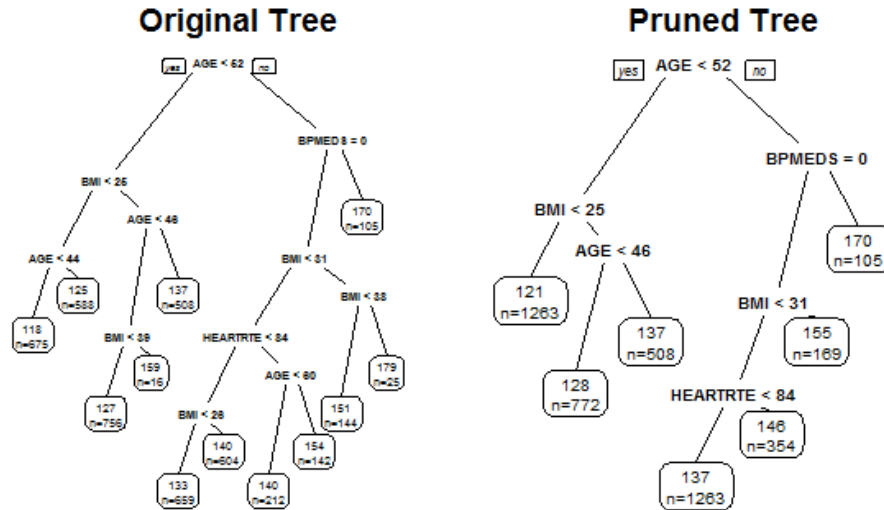 Original Tree
yes
AGE < 52
no
BPMEDS = 0
BMI < 25
170
n=105
AGE < 46
AGE < 44
BMI < 31
125
n=588
137
n=508
BMI < 38
118
n=675
BMI < 39
HEARTRTE < 84
159
n=16
179
n=25
AGE < 60
127
n=756
151
n=144
BMI < 26
140
n=604
154
n=142
133
n=659
140
n=212
Pruned Tree
yes
AGE < 52
no
BPMEDS = 0
BMI < 25
170
n=105
AGE < 46
121
n=1263
BMI < 31
137
n=508
155
n=169
128
n=772
HEARTRTE < 84
146
n=354
137
n=1263